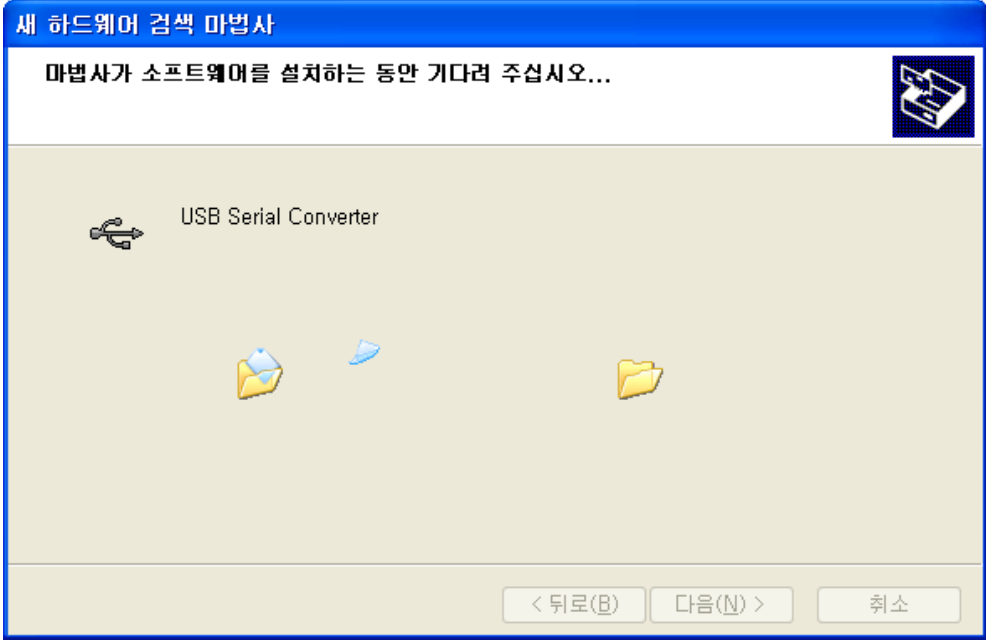 새 하드웨어 검색 마법사
마법사가 소프트웨어를 설치하는 동안 기다려 주십시오...
USB Serial Converter
< 뒤로(B)
다음(N) >
취소